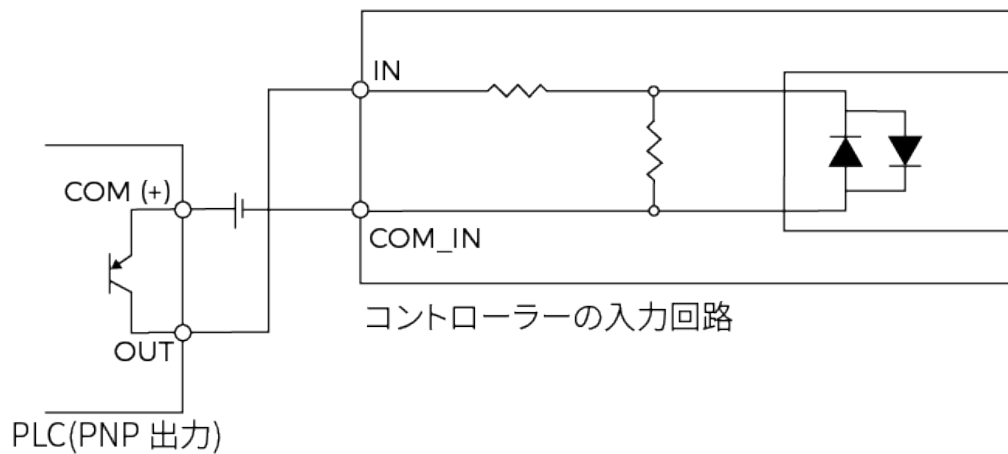 IN
COM (+)
COM_IN
コントローラーの入力回路
OUT
PLC(PNP 出力)